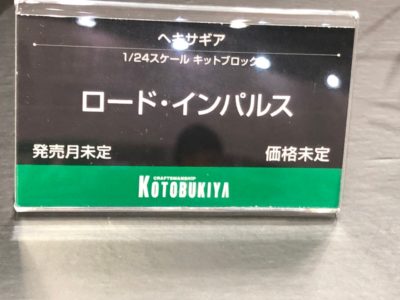 ヘキサギア
1/24スケール キットブロック
ロード・インパルス
発売月未定 価格未定
CRAFTSMANSHIP
KOTOBUKIYA